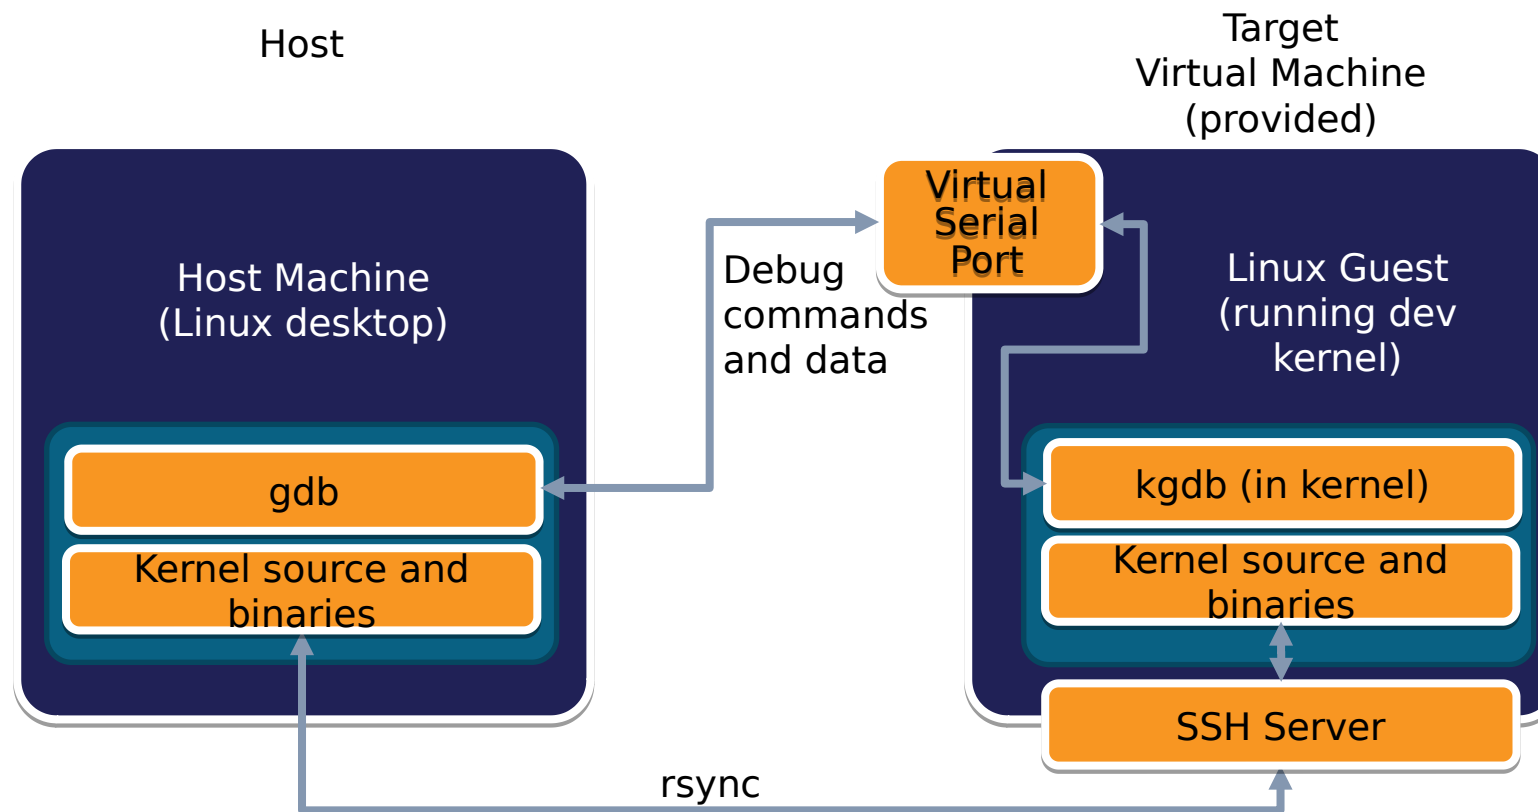 Host
Target
Virtual Machine
(provided)
Virtual
Serial
Port
Host Machine
(Linux desktop)
Debug
commands
and data
Linux Guest
(running dev
kernel)
gdb
kgdb (in kernel)
Kernel source and
binaries
Kernel source and
binaries
SSH Server
rsync